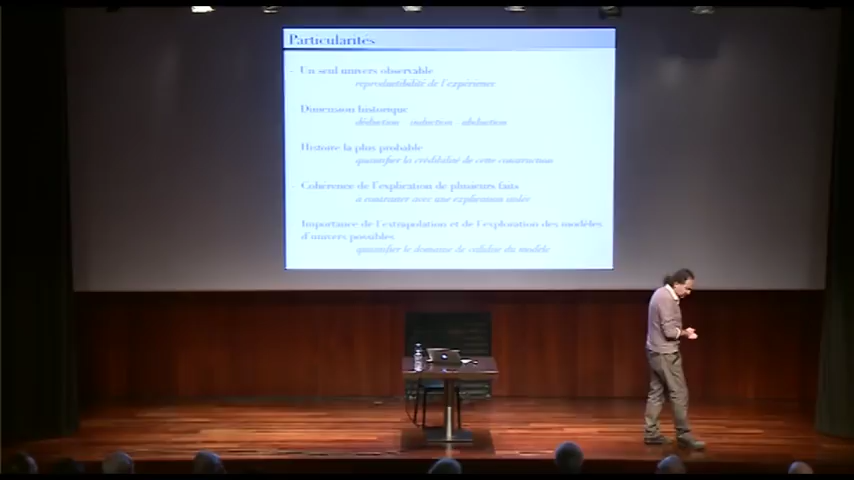 Particularités
- Un seul univers observable
reproductibilité de l'expérience
Dimension historique
déduction induction abduction
Histoire la plus probable
quantifier la crédibilité de cette construction
- Cohérence de l'explication de plusieurs faits
a contraster avec une explication isolée
Importance de l'extrapolation et de l'exploration des modèles
d'univers possibles
quantifier le domaine de validité du modèle